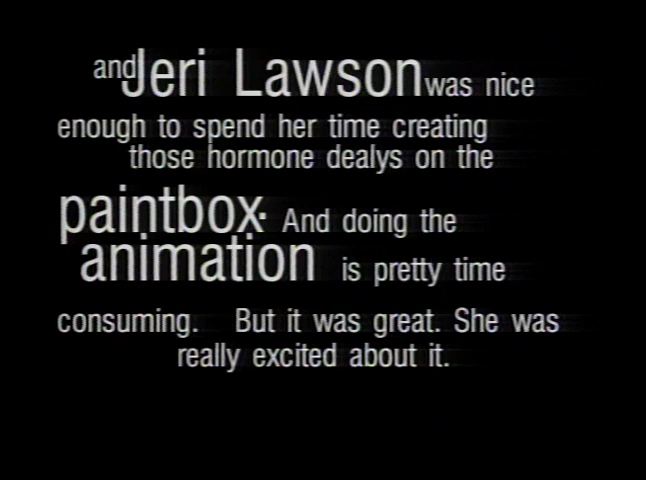 and Jeri Lawson was nice
enough to spend her time creating
those hormone dealys on the
paintbox. And doing the
animation is pretty time
consuming. But it was great. She was
really excited about it.